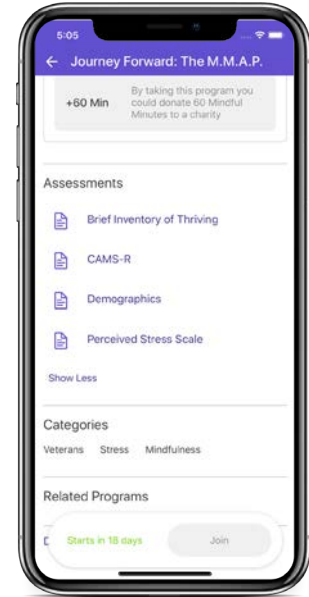 5:05
Journey Forward: The M.M.A.P.
+60 Min
By taking this program you
could donate 60 Mindful
Minutes to a charity
Assessments
Brief Inventory of Thriving
CAMS-R
Demographics
Perceived Stress Scale
Show Less
Categories
Veterans Stress Mindfulness
Related Programs
Starts in 18 days
Join